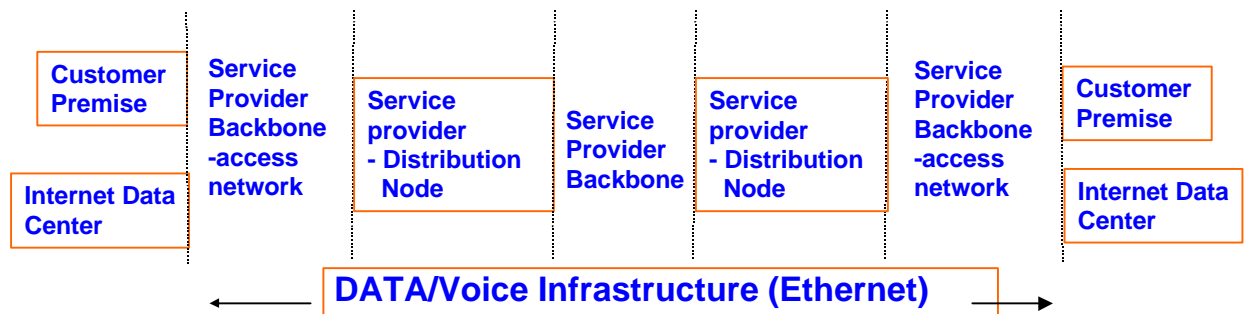 Customer
Premise
Internet Data
Center
Service
Provider
Backbone
-access
network
Service
provider
- Distribution
Node
Service
Provider
Backbone
Service
provider
- Distribution
Node
Service
Provider
Backbone
-access
network
Customer
Premise
Internet Data
Center
DATA/Voice Infrastructure (Ethernet)